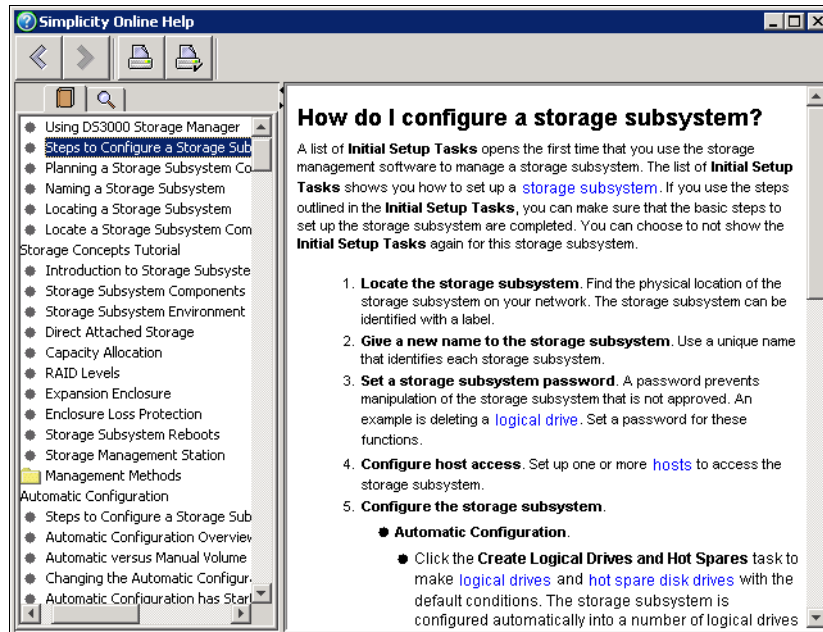 Simplicity Online Help
Using DS3000 Storage Manager
Steps to Configure a Storage Sub
Planning a Storage Subsystem Co
Naming a Storage Subsystem
Locating a Storage Subsystem
Locate a Storage Subsystem Com
Storage Concepts Tutorial
Introduction to Storage Subsyste
Storage Subsystem Components
Storage Subsystem Environment
Direct Attached Storage
Capacity Allocation
RAID Levels
Expansion Enclosure
Enclosure Loss Protection
Storage Subsystem Reboots
Storage Management Station
Management Methods
Automatic Configuration
Steps to Configure a Storage Sub
Automatic Configuration Overview
Automatic versus Manual Volume
Changing the Automatic Configur
Automatic Configuration has Start
How do I configure a storage subsystem?
A list of Initial Setup Tasks opens the first time that you use the storage
management software to manage a storage subsystem. The list of Initial Setup
Tasks shows you how to set up a storage subsystem. If you use the steps
outlined in the Initial Setup Tasks, you can make sure that the basic steps to
set up the storage subsystem are completed. You can choose to not show the
Initial Setup Tasks again for this storage subsystem.
1. Locate the storage subsystem. Find the physical location of the
storage subsystem on your network. The storage subsystem can be
identified with a label.
2. Give a new name to the storage subsystem. Use a unique name
that identifies each storage subsystem.
3. Set a storage subsystem password. A password prevents
manipulation of the storage subsystem that is not approved. An
example is deleting a logical drive. Set a password for these
functions.
4. Configure host access. Set up one or more hosts to access the
storage subsystem.
5. Configure the storage subsystem.
Automatic Configuration.
Click the Create Logical Drives and Hot Spares task to
make logical drives and hot spare disk drives with the
default conditions. The storage subsystem is
configured automatically into a number of logical drives